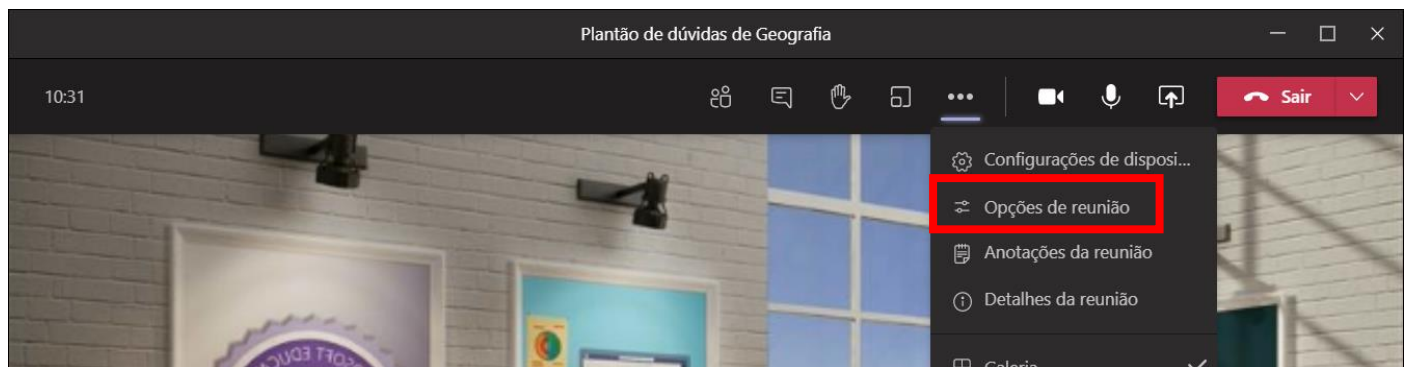 Plantão de dúvidas de Geografia
10:31
Sair
Configurações de disposi...
Opções de reunião
Anotações da reunião
Detalhes da reunião
Galeria